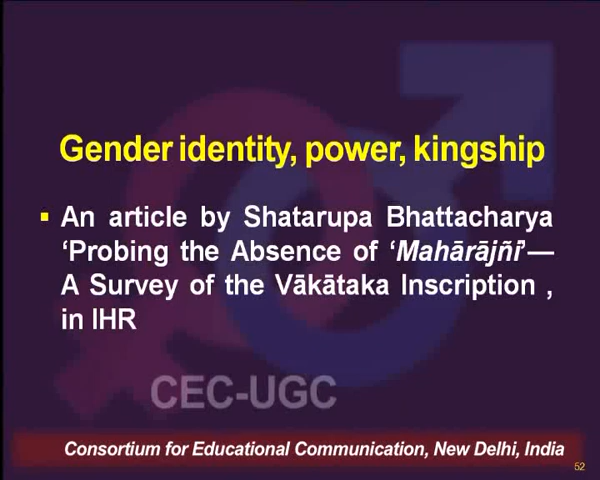 Gender identity, power, kingship
▪ An article by Shatarupa Bhattacharya
‘Probing the Absence of ‘Mahārājñi’—
A Survey of the Vākātaka Inscription ,
in IHR
CEC-UGC
Consortium for Educational Communication, New Delhi, India
52